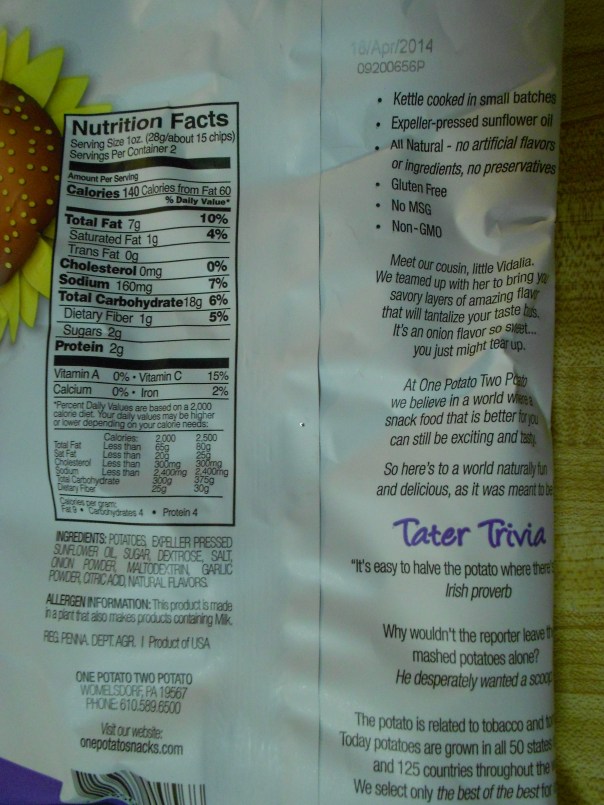 16/Apr/2014
09200656P
Nutrition Facts
Serving Size 1oz. (28g/about 15 chips)
Servings Per Container 2
Amount Per Serving
Calories 140 Calories from Fat 60
% Daily Value*
Total Fat 7g 10%
Saturated Fat 1g 4%
Trans Fat 0g
Cholesterol 0mg 0%
Sodium 160mg 7%
Total Carbohydrate 18g 6%
Dietary Fiber 1g 5%
Sugars 2g
Protein 2g
Vitamin A 0% • Vitamin C 15%
Calcium 0% • Iron 2%
*Percent Daily Values are based on a 2,000
calorie diet. Your daily values may be higher
or lower depending on your calorie needs:
Calories: 2,000 2,500
Total Fat Less than 65g 80g
Sat Fat Less than 20g 25g
Cholesterol Less than 300mg 300mg
Sodium Less than 2,400mg 2,400mg
Total Carbohydrate 300g 375g
Dietary Fiber 25g 30g
Calories per gram:
Fat 9 • Carbohydrates 4 • Protein 4
INGREDIENTS: POTATOES, EXPELLER PRESSED
SUNFLOWER OIL, SUGAR, DEXTROSE, SALT,
ONION POWDER, MALTODEXTRIN, GARLIC
POWDER, CITRIC ACID, NATURAL FLAVORS.
ALLERGEN INFORMATION: This product is made
in a plant that also makes products containing Milk.
REG. PENNA. DEPT. AGR. | Product of USA
ONE POTATO TWO POTATO
WOMELSDORF, PA 19567
PHONE: 610.589.6500
Visit our website:
onepotatosnacks.com
• Kettle cooked in small batches
• Expeller-pressed sunflower oil
• All Natural - no artificial flavors
or ingredients, no preservatives
• Gluten Free
• No MSG
• Non-GMO
Meet our cousin, little Vidalia.
We teamed up with her to bring
savory layers of amazing
that will tantalize your taste buds.
It's an onion flavor so sweet...
you just might tear up.
At One Potato Two Potato
we believe in a world where a
snack food that is better for you
can still be exciting and tasty.
So here's to a world naturally fun
and delicious, as it was meant to be
Tater Trivia
"It's easy to halve the potato where
Irish proverb
Why wouldn't the reporter leave
mashed potatoes alone?
He desperately wanted a scoop
The potato is related to tobacco and
Today potatoes are grown in all 50 states
and 125 countries throughout the
We select only the best of the best for